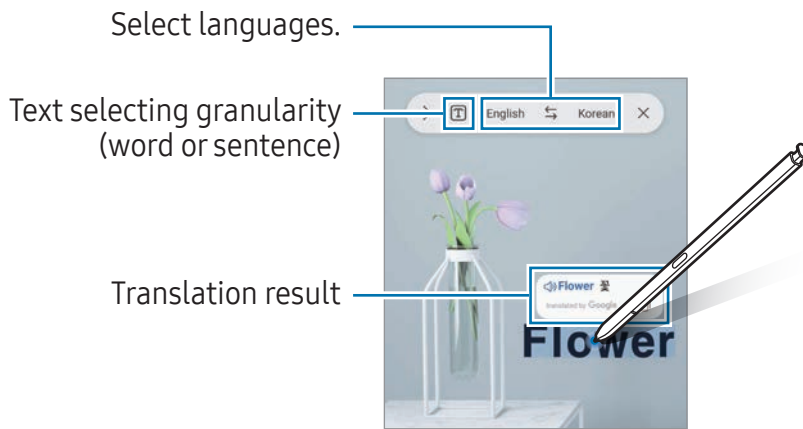 Select languages.
Text selecting granularity
(word or sentence)
T English Korean
Translation result
Flower 꽃
translated by Google
Flower